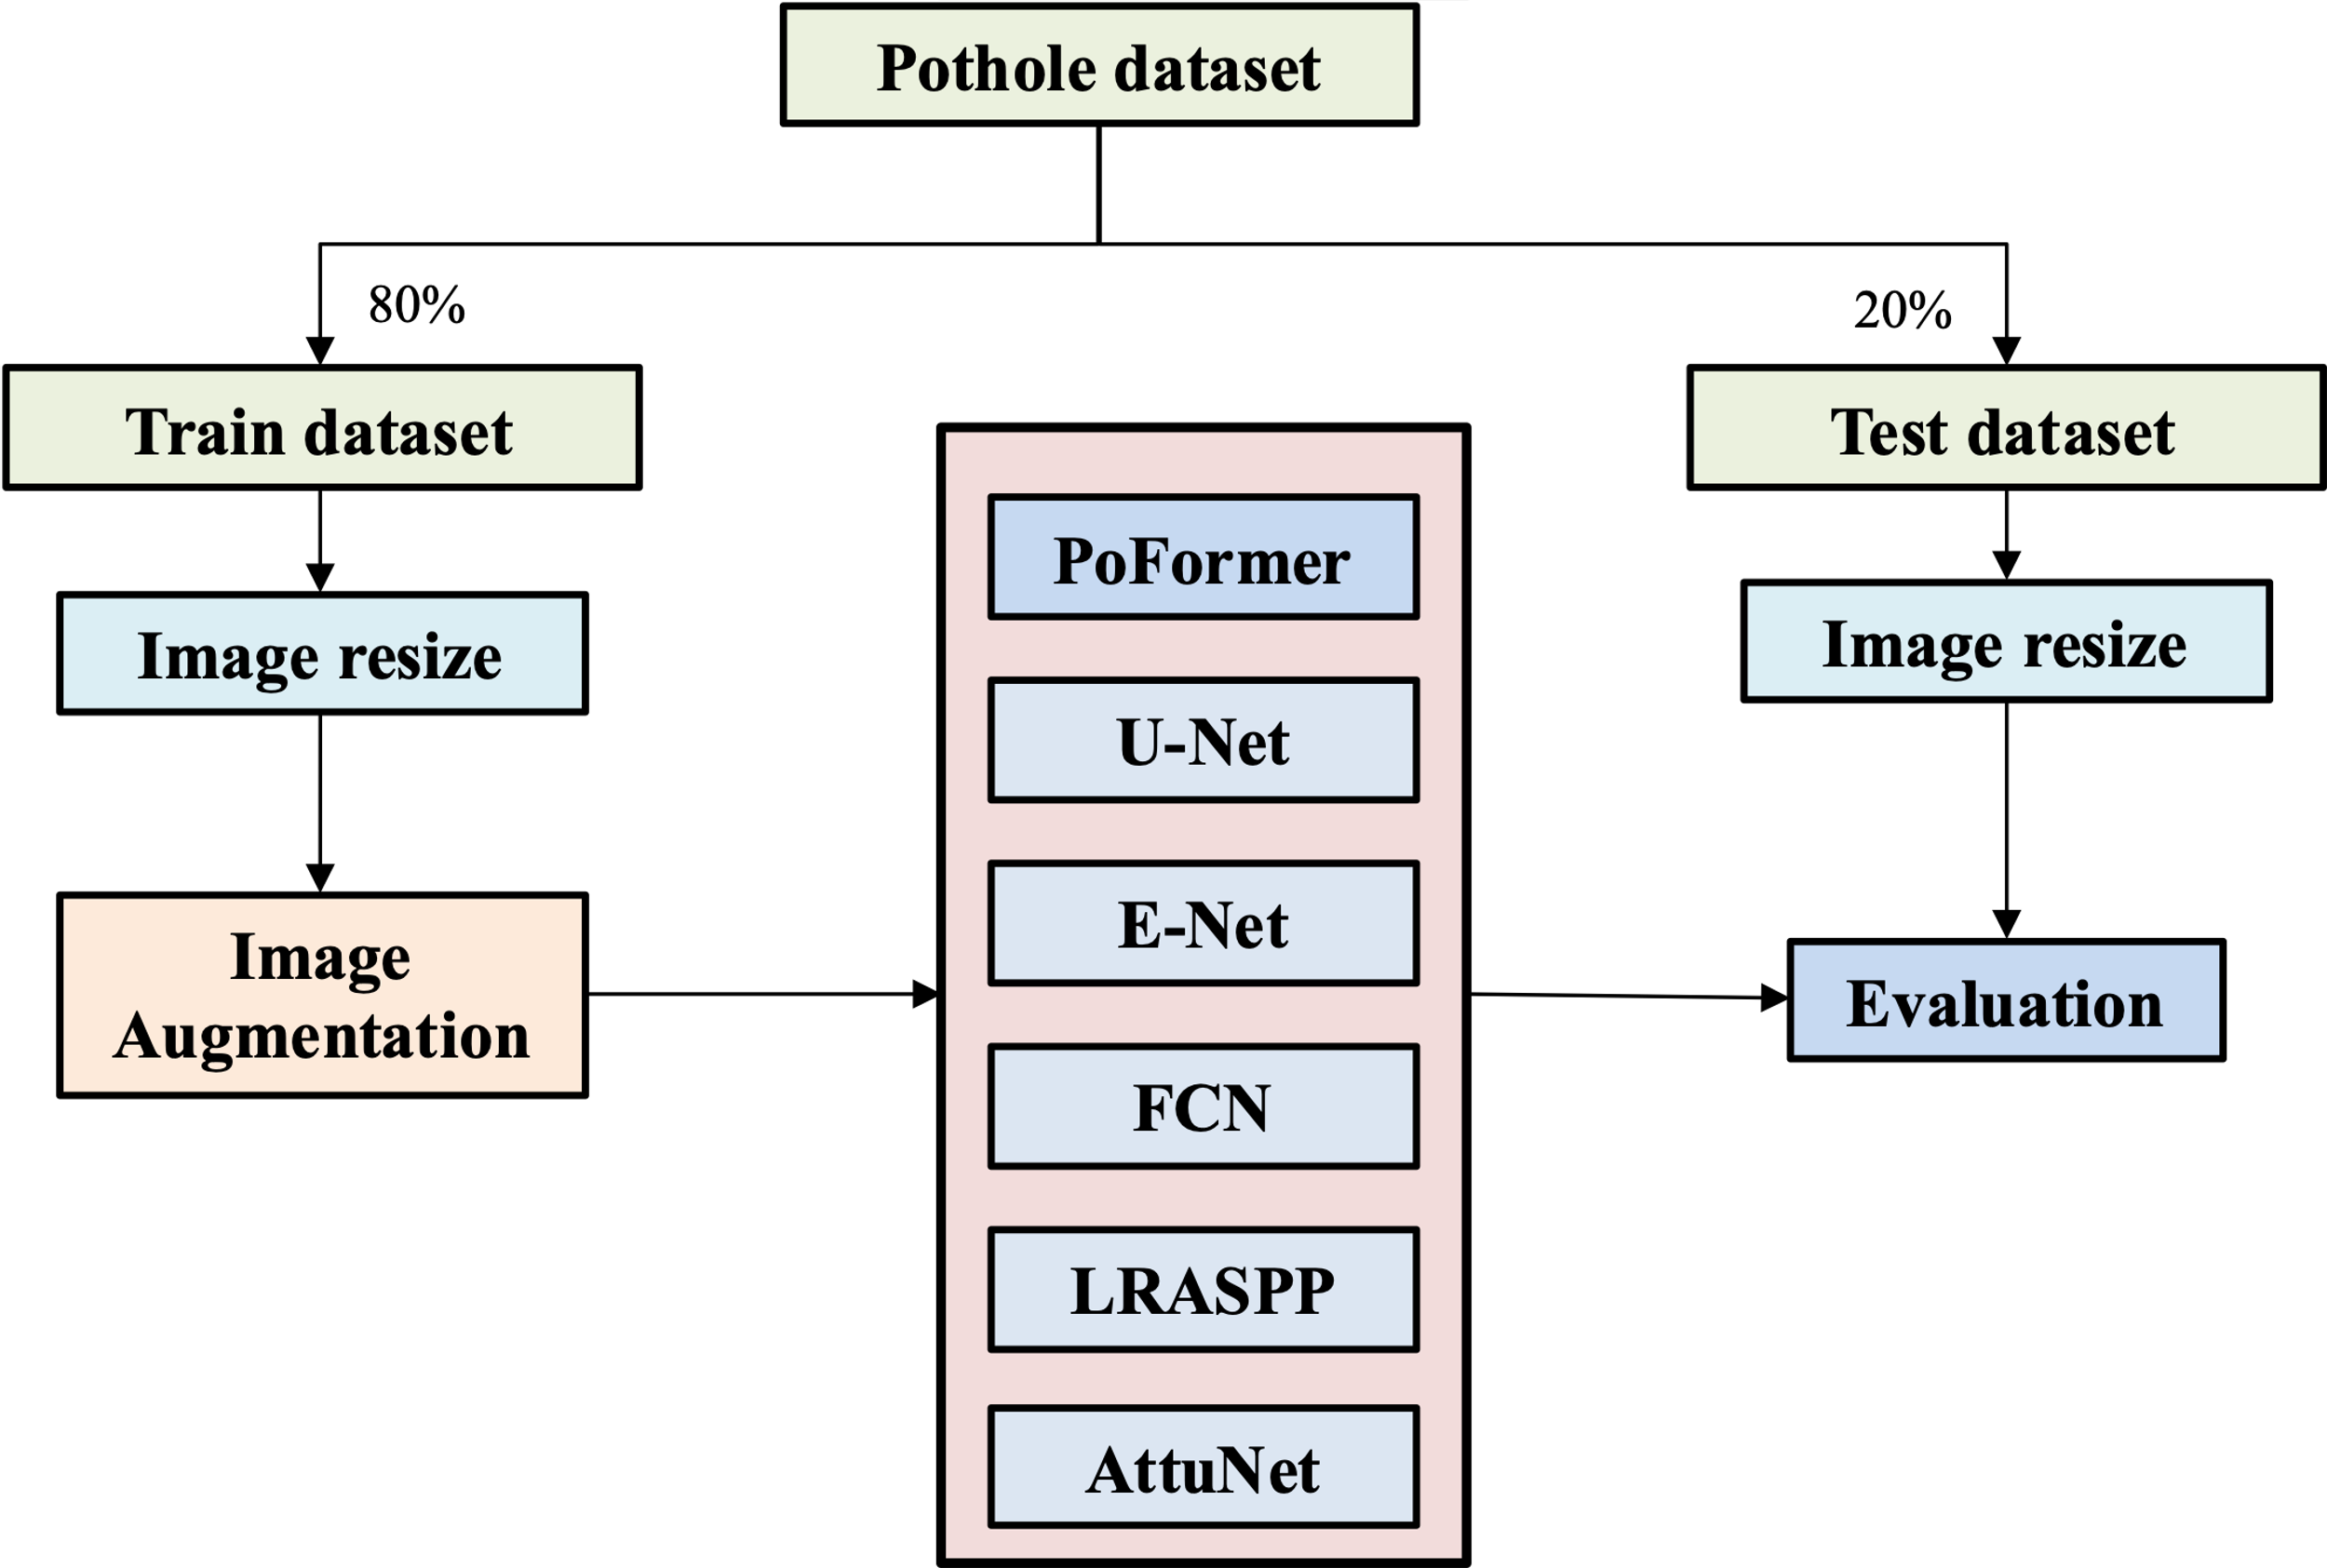 Pothole dataset
80%
20%
Train dataset
Test dataset
Image resize
Image resize
Image
Augmentation
PoFormer
U-Net
E-Net
FCN
LRASPP
AttuNet
Evaluation